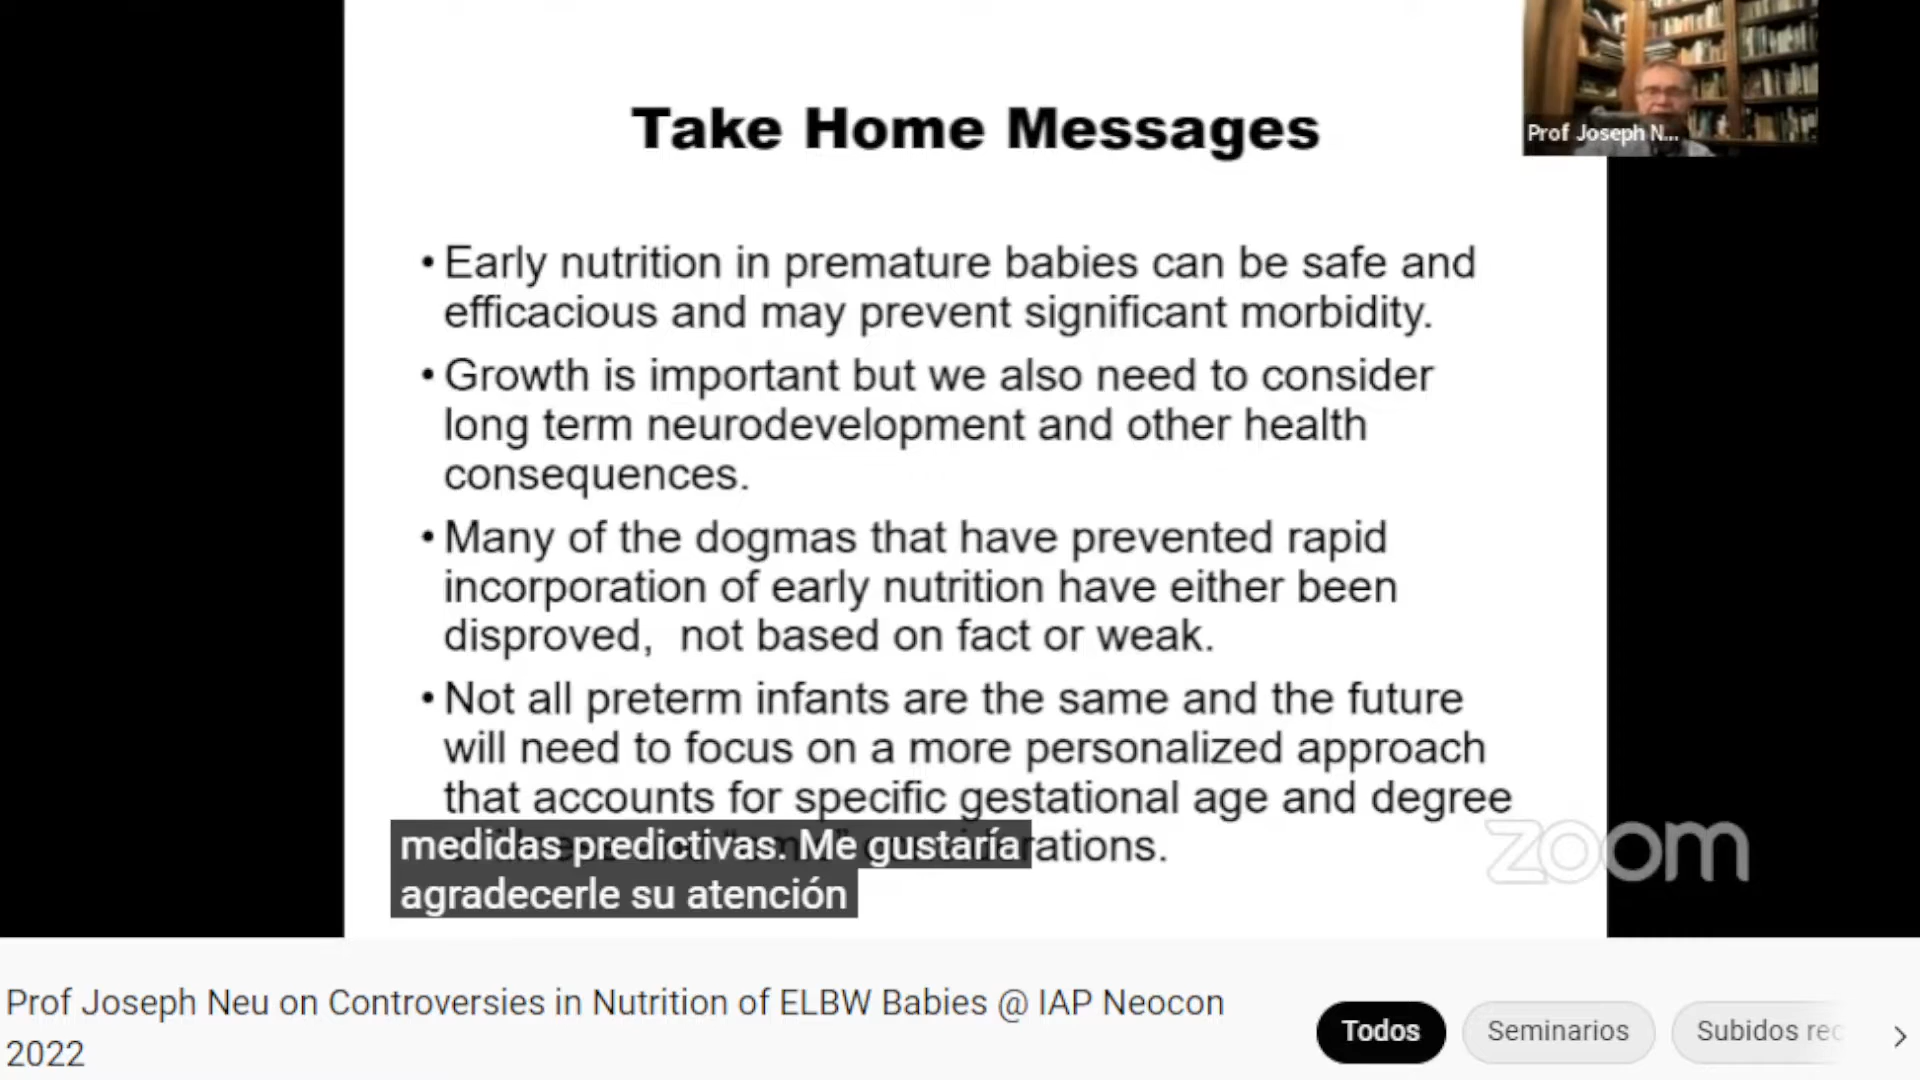 Take Home Messages
Prof Joseph N...
• Early nutrition in premature babies can be safe and
efficacious and may prevent significant morbidity.
• Growth is important but we also need to consider
long term neurodevelopment and other health
consequences.
• Many of the dogmas that have prevented rapid
incorporation of early nutrition have either been
disproved,  not based on fact or weak.
• Not all preterm infants are the same and the future
will need to focus on a more personalized approach
that accounts for specific gestational age and degree
rations.
medidas predictivas. Me gustaría
agradecerle su atención
zoom
Prof Joseph Neu on Controversies in Nutrition of ELBW Babies @ IAP Neocon
2022
Todos
Seminarios
Subidos rec